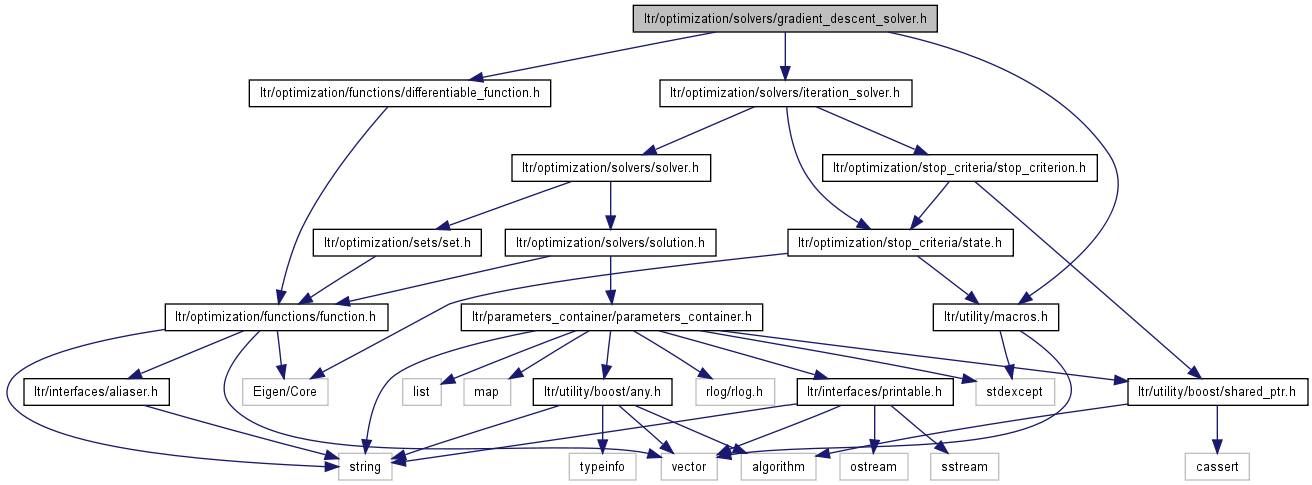 ltr/optimization/solvers/gradient_descent_solver.h
ltr/optimization/functions/differentiable_function.h
ltr/optimization/solvers/iteration_solver.h
ltr/optimization/solvers/solver.h
ltr/optimization/stop_criteria/stop_criterion.h
ltr/optimization/sets/set.h
ltr/optimization/solvers/solution.h
ltr/optimization/stop_criteria/state.h
ltr/optimization/functions/function.h
ltr/parameters_container/parameters_container.h
ltr/utility/macros.h
ltr/interfaces/aliaser.h
Eigen/Core
list
map
ltr/utility/boost/any.h
rlog/rlog.h
ltr/interfaces/printable.h
stdexcept
ltr/utility/boost/shared_ptr.h
string
typeinfo
vector
algorithm
ostream
sstream
cassert